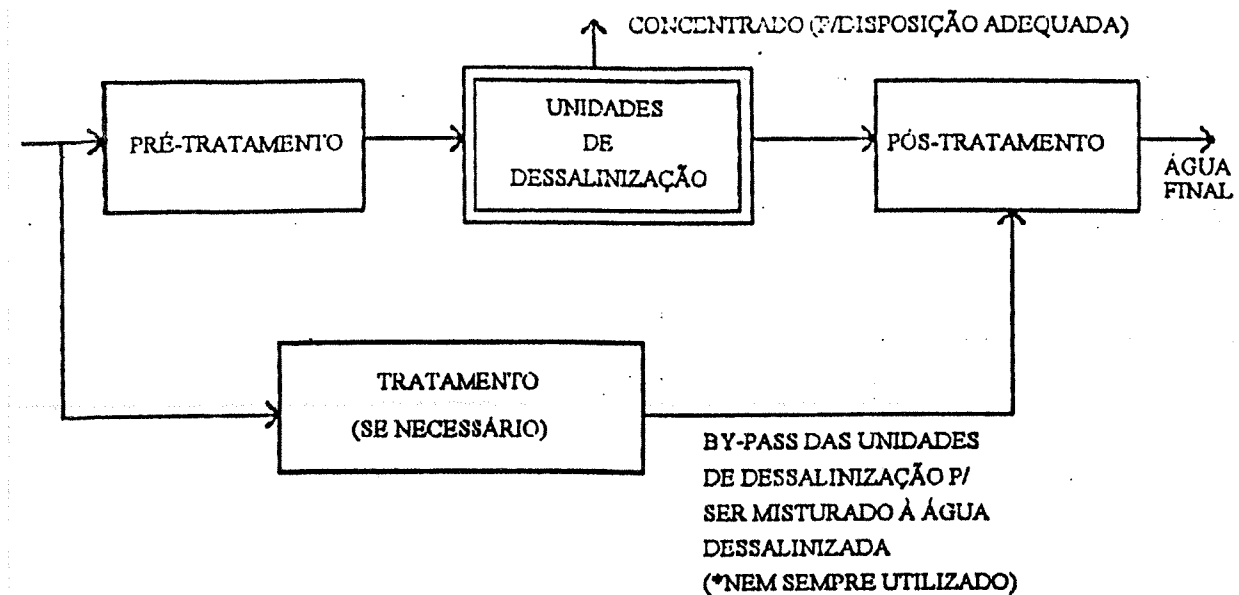 CONCENTRADO (P/DISPOSIÇÃO ADEQUADA)
PRÉ-TRATAMENTO
UNIDADES
DE
DESSALINIZAÇÃO
PÓS-TRATAMENTO
ÁGUA
FINAL
TRATAMENTO
(SE NECESSÁRIO)
BY-PASS DAS UNIDADES
DE DESSALINIZAÇÃO P/
SER MISTURADO À ÁGUA
DESSALINIZADA
(*NEM SEMPRE UTILIZADO)